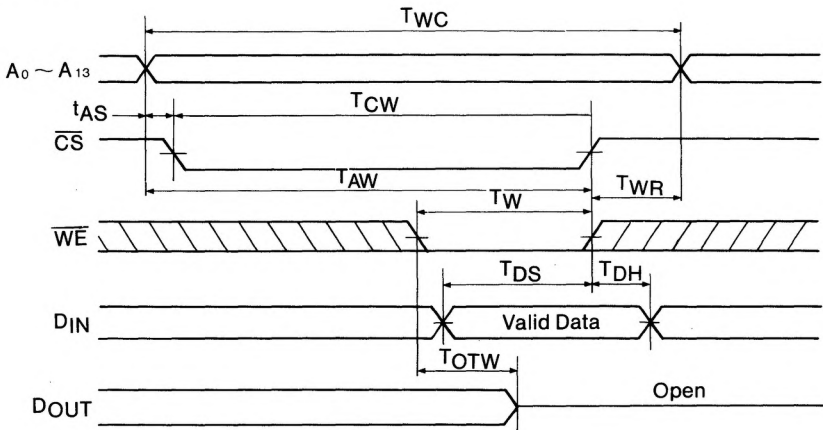 TWC
A0 ~ A13
tAS
TCW
CS
TAW
TW
TWR
WE
TDS
TDH
DIN
Valid Data
TOTW
DOUT
Open